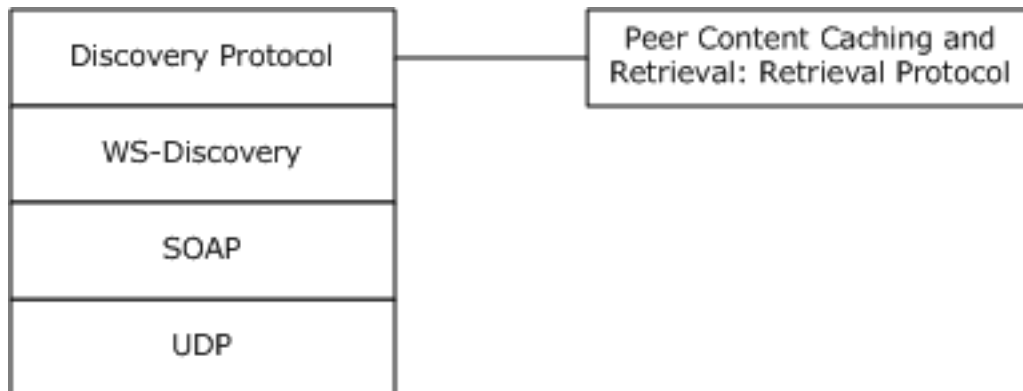 Discovery Protocol
Peer Content Caching and
Retrieval: Retrieval Protocol
WS-Discovery
SOAP
UDP